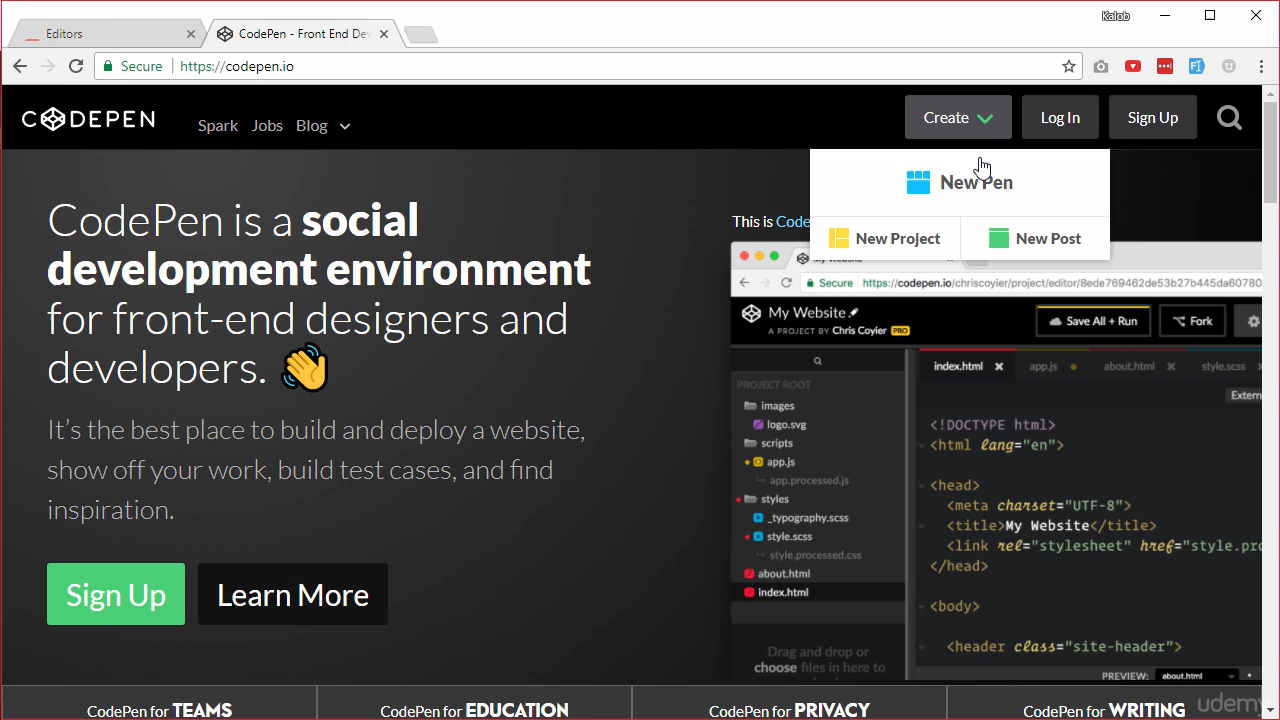 Kalob
Editors
CodePen - Front End De
Secure
https://codepen.io
CODEPEN
Spark
Jobs
Blog
Create
Log In
Sign Up
New Pen
New Project
New Post
CodePen is a social
development environment
for front-end designers and
developers.
It's the best place to build and deploy a website,
show off your work, build test cases, and find
inspiration.
Sign Up
Learn More
This is Code
My Website
Secure
https://codepen.io/chriscoyier/project/editor/8ede769462de53b27b445da60780
My Website
A PROJECT BY Chris Coyier PRO
Save All + Run
Fork
PROJECT ROOT
images
logo.svg
scripts
app.js
app.processed.js
styles
_typography.scss
style.scss
style.processed.css
about.html
index.html
Drag and drop or
choose files in here to
index.html
app.js
about.html
style.scss
Extern
<!DOCTYPE html>
<html lang="en">
<head>
<meta charset="UTF-8">
<title>My Website</title>
<link rel="stylesheet" href="style.pro
</head>
<body>
<header class="site-header">
PREVIEW: about.html
CodePen for TEAMS
CodePen for EDUCATION
CodePen for PRIVACY
CodePen for WRITING
udemy